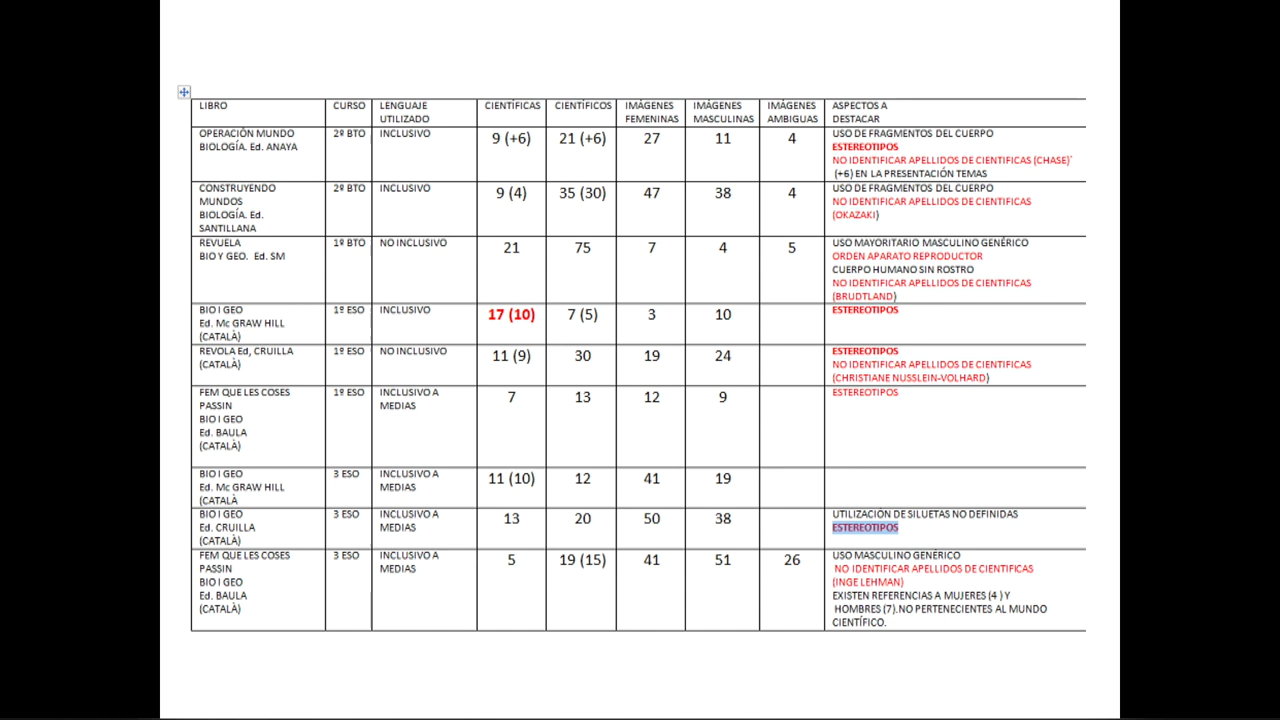 LIBRO CURSO LENGUAJE UTILIZADO CIENTÍFICAS CIENTÍFICOS IMÁGENES FEMENINAS IMÁGENES MASCULINAS IMÁGENES AMBIGUAS ASPECTOS A DESTACAR
OPERACIÓN MUNDO
BIOLOGÍA. Ed. ANAYA
2º BTO
INCLUSIVO
9 (+6)
21 (+6)
27
11
4
USO DE FRAGMENTOS DEL CUERPO
ESTEREOTIPOS
NO IDENTIFICAR APELLIDOS DE CIENTIFICAS (CHASE)´
(+6) EN LA PRESENTACIÓN TEMAS
CONSTRUYENDO
MUNDOS
BIOLOGÍA. Ed.
SANTILLANA
2º BTO
INCLUSIVO
9 (4)
35 (30)
47
38
4
USO DE FRAGMENTOS DEL CUERPO
NO IDENTIFICAR APELLIDOS DE CIENTIFICAS
(OKAZAKI)
REVUELA
BIO Y GEO. Ed. SM
1º BTO
NO INCLUSIVO
21
75
7
4
5
USO MAYORITARIO MASCULINO GENÉRICO
ORDEN APARATO REPRODUCTOR
CUERPO HUMANO SIN ROSTRO
NO IDENTIFICAR APELLIDOS DE CIENTIFICAS
(BRUDTLAND)
BIO I GEO
Ed. Mc GRAW HILL
(CATALÀ)
1º ESO
INCLUSIVO
17 (10)
7 (5)
3
10
ESTEREOTIPOS
REVOLA Ed, CRUILLA
(CATALÀ)
1º ESO
NO INCLUSIVO
11 (9)
30
19
24
ESTEREOTIPOS
NO IDENTIFICAR APELLIDOS DE CIENTIFICAS
(CHRISTIANE NUSSLEIN-VOLHARD)
FEM QUE LES COSES
PASSIN
BIO I GEO
Ed. BAULA
(CATALÀ)
1º ESO
INCLUSIVO A
MEDIAS
7
13
12
9
ESTEREOTIPOS
BIO I GEO
Ed. Mc GRAW HILL
(CATALÀ
3 ESO
INCLUSIVO A
MEDIAS
11 (10)
12
41
19
BIO I GEO
Ed. CRUILLA
(CATALÀ)
3 ESO
INCLUSIVO A
MEDIAS
13
20
50
38
UTILIZACIÓN DE SILUETAS NO DEFINIDAS
ESTEREOTIPOS
FEM QUE LES COSES
PASSIN
BIO I GEO
Ed. BAULA
(CATALÀ)
3 ESO
INCLUSIVO A
MEDIAS
5
19 (15)
41
51
26
USO MASCULINO GENÉRICO
NO IDENTIFICAR APELLIDOS DE CIENTIFICAS
(INGE LEHMAN)
EXISTEN REFERENCIAS A MUJERES (4 ) Y
HOMBRES (7).NO PERTENECIENTES AL MUNDO
CIENTÍFICO.